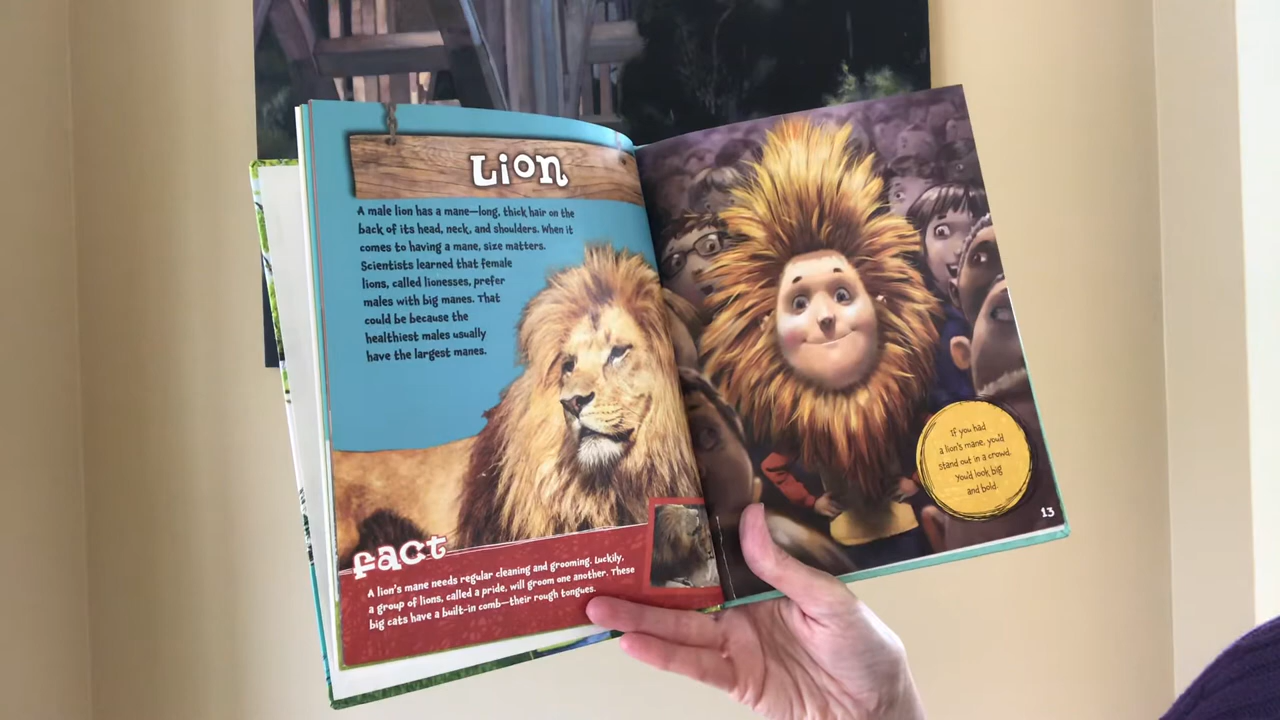 Lion
A male lion has a mane—long, thick hair on the
back of its head, neck, and shoulders. When it
comes to having a mane, size matters.
Scientists learned that female
lions, called lionesses, prefer
males with big manes. That
could be because the
healthiest males usually
have the largest manes.
fact
A lion's mane needs regular cleaning and grooming. Luckily,
a group of lions, called a pride, will groom one another. These
big cats have a built-in comb—their rough tongues.
If you had
a lion's mane, you'd
stand out in a crowd.
You'd look big
and bold.
13